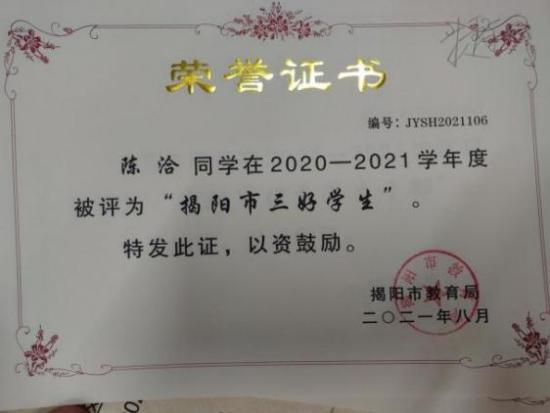 荣誉证书
编号：JYSH2021106
陈 洽 同学在2020—2021学年度
被评为“揭阳市三好学生”。
特发此证，以资鼓励。
揭阳市教育局
二〇二一年八月